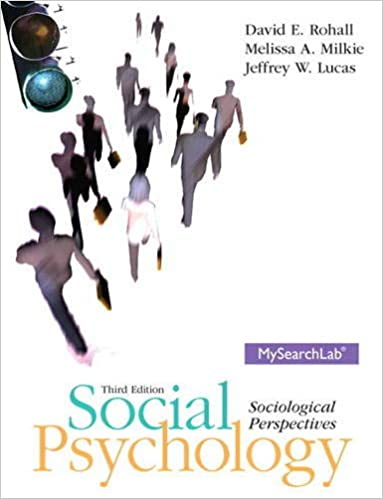 David E. Rohall
Melissa A. Milkie
Jeffrey W. Lucas
MySearchLab®
Third Edition
Social
Psychology
Sociological
Perspectives